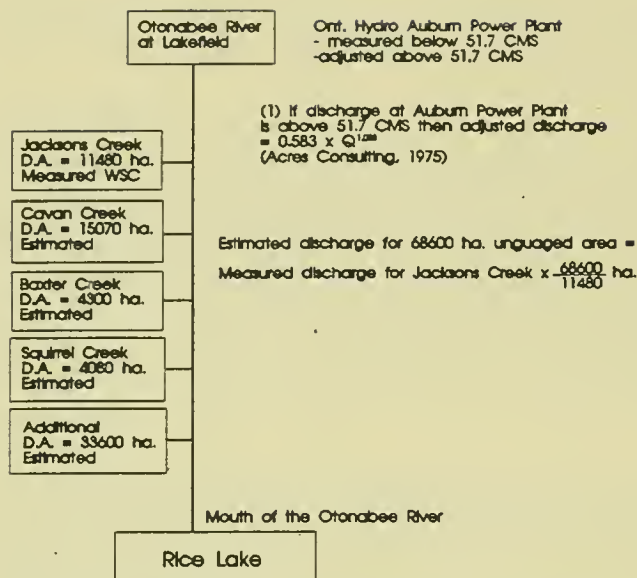 Otonabee River
at Lakefield
Ont. Hydro Auburn Power Plant
- measured below 51.7 CMS
-adjusted above 51.7 CMS
(1) If discharge at Auburn Power Plant
is above 51.7 CMS then adjusted discharge
= 0.583 x Q
(Acres Consulting, 1975)
Jacksons Creek
D.A. = 11480 ha.
Measured WSC
Cavan Creek
D.A. = 15070 ha.
Estimated
Estimated discharge for 68600 ha. unguaged area =
Measured discharge for Jacksons Creek x 68600/11480 ha.
Baxter Creek
D.A. = 4300 ha.
Estimated
Squirrel Creek
D.A. = 4080 ha.
Estimated
Additional
D.A. = 33600 ha.
Estimated
Mouth of the Otonabee River
Rice Lake